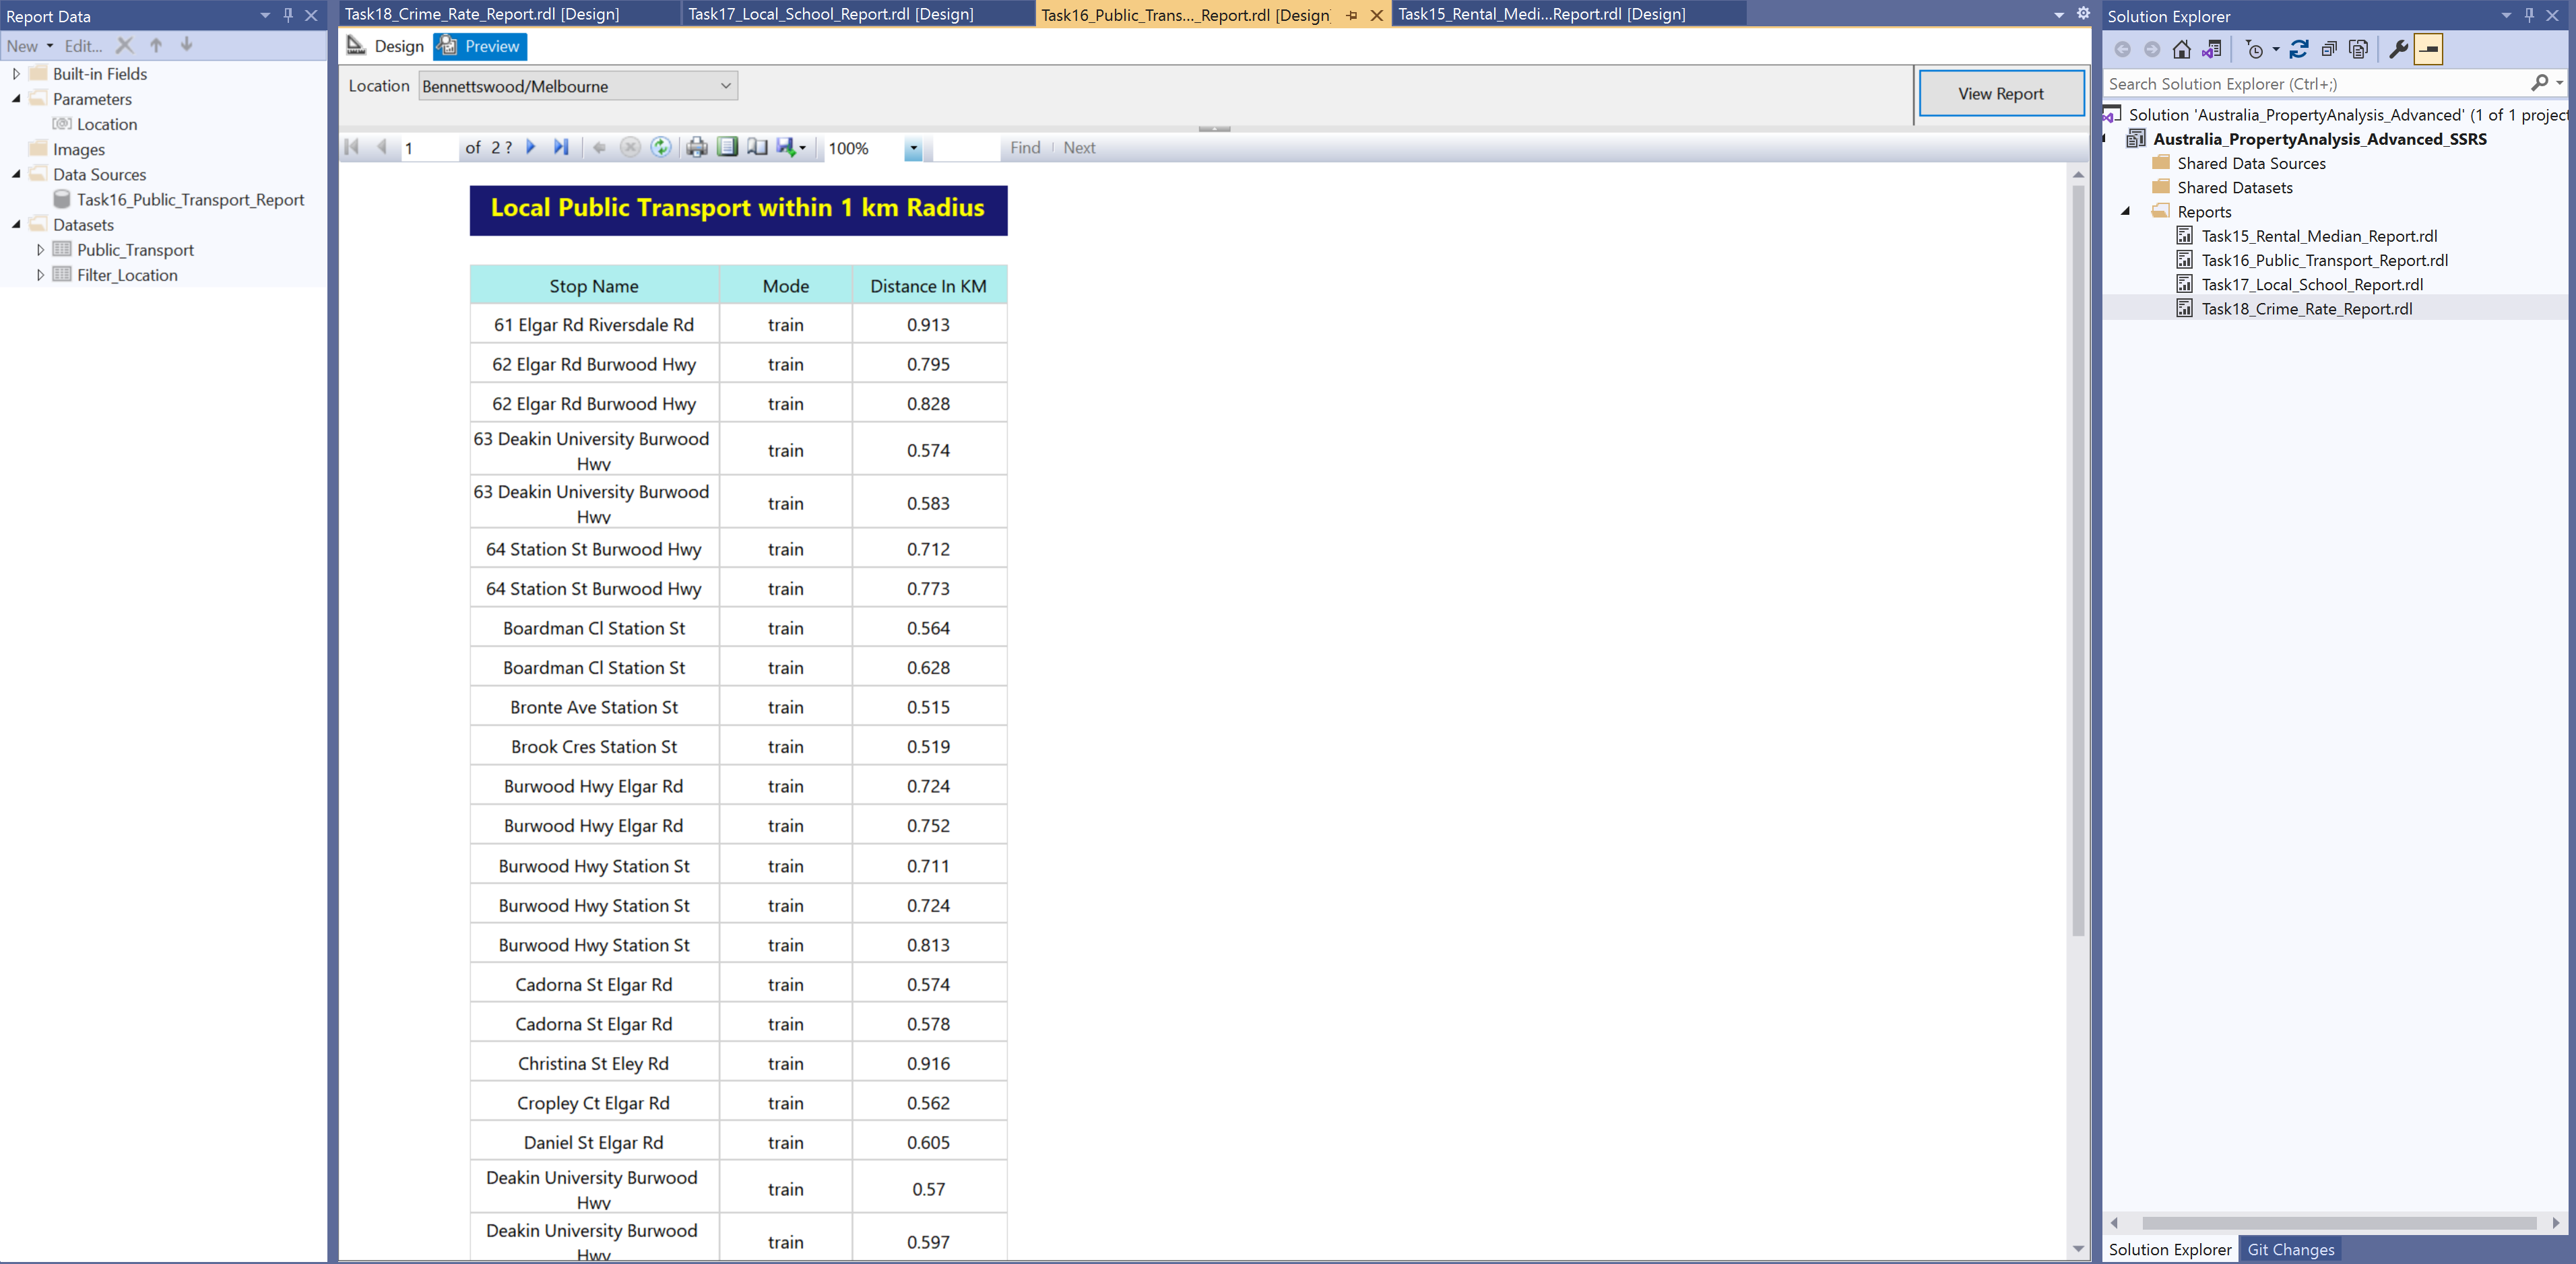 Report Data
New Edit...
Built-in Fields
Parameters
Location
Images
Data Sources
Task16_Public_Transport_Report
Datasets
Public_Transport
Filter_Location
Task18_Crime_Rate_Report.rdl [Design]
Task17_Local_School_Report.rdl [Design]
Task16_Public_Trans..._Report.rdl [Design]
Task15_Rental_Medi...Report.rdl [Design]
Design Preview
Location Bennettswood/Melbourne
View Report
1 of 2 ? 100% Find Next
Local Public Transport within 1 km Radius
Stop Name Mode Distance In KM
61 Elgar Rd Riversdale Rd train 0.913
62 Elgar Rd Burwood Hwy train 0.795
62 Elgar Rd Burwood Hwy train 0.828
63 Deakin University Burwood
Hwy train 0.574
63 Deakin University Burwood
Hwy train 0.583
64 Station St Burwood Hwy train 0.712
64 Station St Burwood Hwy train 0.773
Boardman Cl Station St train 0.564
Boardman Cl Station St train 0.628
Bronte Ave Station St train 0.515
Brook Cres Station St train 0.519
Burwood Hwy Elgar Rd train 0.724
Burwood Hwy Elgar Rd train 0.752
Burwood Hwy Station St train 0.711
Burwood Hwy Station St train 0.724
Burwood Hwy Station St train 0.813
Cadorna St Elgar Rd train 0.574
Cadorna St Elgar Rd train 0.578
Christina St Eley Rd train 0.916
Cropley Ct Elgar Rd train 0.562
Daniel St Elgar Rd train 0.605
Deakin University Burwood
Hwy train 0.57
Deakin University Burwood
Hwy train 0.597
Solution Explorer
Search Solution Explorer (Ctrl+;)
Solution 'Australia_PropertyAnalysis_Advanced' (1 of 1 project
Australia_PropertyAnalysis_Advanced_SSRS
Shared Data Sources
Shared Datasets
Reports
Task15_Rental_Median_Report.rdl
Task16_Public_Transport_Report.rdl
Task17_Local_School_Report.rdl
Task18_Crime_Rate_Report.rdl
Solution Explorer Git Changes